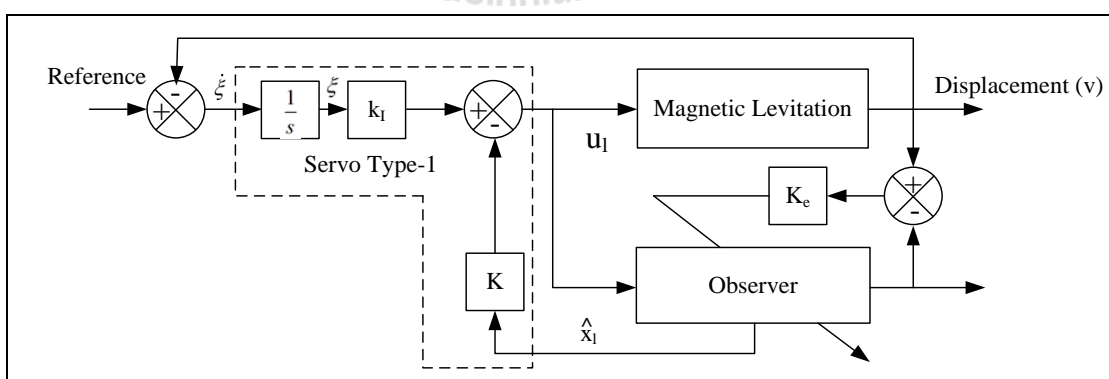 Reference
-
+
ξ̇
1
s
ξ
k_I
+
-
Servo Type-1
u_l
Magnetic Levitation
Displacement (v)
K_e
+
-
K
Observer
x̂_l